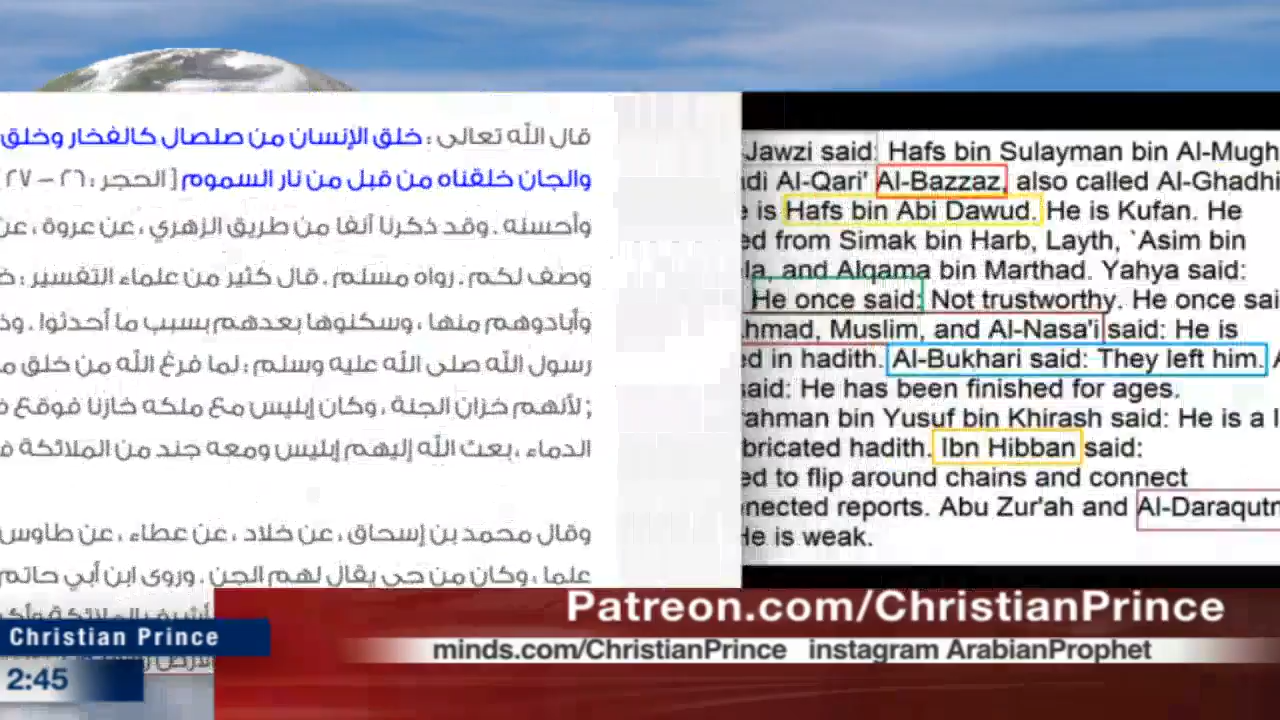 قال الله تعالى : خلق الإنسان من صلصال كالفخار وخلق
والجان خلقناه من قبل من نار السموم [ الحجر : ٢٦ - ٢٧
وأحسنه . وقد ذكرنا آنفا من طريق الزهري ، عن عروة ، عن
وصف لكم . رواه مسلم . قال كثير من علماء التفسير :
وأبادوهم منها ، وسكنوها بعدهم بسبب ما أحدثوا .
رسول الله صلى الله عليه وسلم : لما فرغ الله من خلق
; لأنهم خزان الجنة ، وكان إبليس مع ملكه خازنا فوقع
الدماء ، بعث الله إليهم إبليس ومعه جند من الملائكة
وقال محمد بن إسحاق ، عن خلاد ، عن عطاء ، عن طاوس
علما ، وكان من حي يقال لهم الجن . وروى ابن أبي حاتم
Jawzi said: Hafs bin Sulayman bin Al-Mugh
di Al-Qari' Al-Bazzaz, also called Al-Ghadhi
e is Hafs bin Abi Dawud. He is Kufan. He
ed from Simak bin Harb, Layth, `Asim bin
la, and Alqama bin Marthad. Yahya said:
He once said: Not trustworthy. He once sai
hmad, Muslim, and Al-Nasa'i said: He is
ed in hadith. Al-Bukhari said: They left him. A
said: He has been finished for ages.
ahman bin Yusuf bin Khirash said: He is a l
bricated hadith. Ibn Hibban said:
ed to flip around chains and connect
nected reports. Abu Zur'ah and Al-Daraqutn
He is weak.
Patreon.com/ChristianPrince
Christian Prince
minds.com/ChristianPrince instagram ArabianProphet
2:45